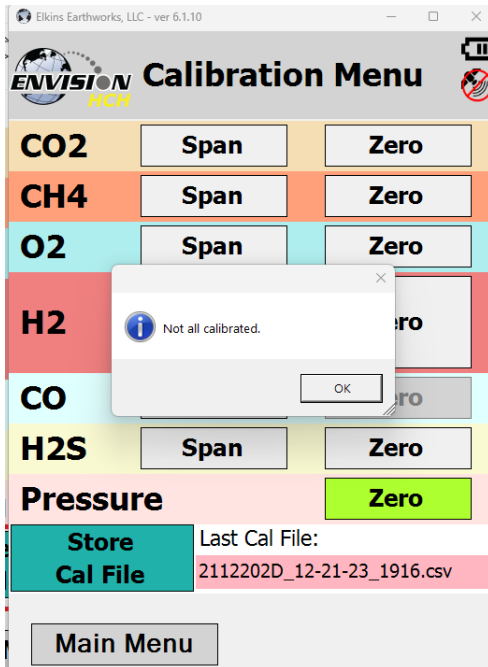 Elkins Earthworks, LLC - ver 6.1.10
ENVISION
HCH
Calibration Menu
CO2 Span Zero
CH4 Span Zero
O2 Span Zero
H2
Not all calibrated.
OK
CO
H2S Span Zero
Pressure Zero
Store
Cal File
Last Cal File:
2112202D_12-21-23_1916.csv
Main Menu